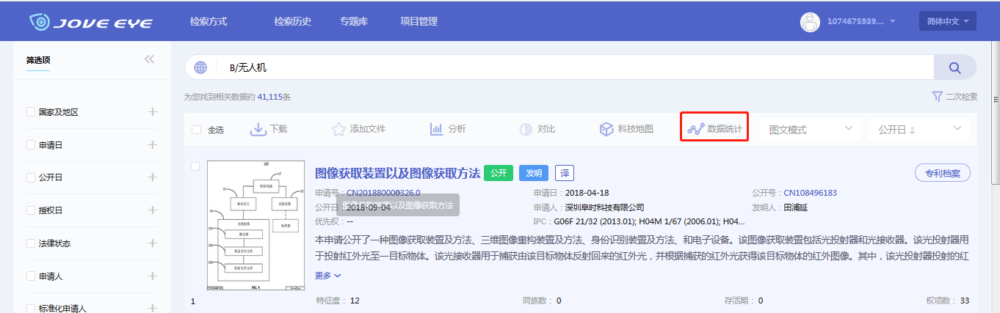 JOVE EYE 检索方式 检索历史 专题库 项目管理 1074675939... 简体中文
筛选项
B/无人机
为您找到相关数据约 41,115条 二次检索
国家及地区
申请日
公开日
授权日
法律状态
申请人
标准化申请人
全选 下载 添加文件 分析 对比 科技地图 数据统计 图文模式 公开日
图像获取装置以及图像获取方法 公开 发明 译 专利档案
申请号：CN201880000326.0 申请日：2018-04-18 公开号：CN108496183
图像获取装置以及图像获取方法
公开日：2018-09-04 申请人：深圳阜时科技有限公司 发明人：田浦延
优先权：-- IPC：G06F 21/32 (2013.01); H04M 1/67 (2006.01); H04...
本申请公开了一种图像获取装置及方法、三维图像重构装置及方法、身份识别装置及方法、和电子设备。该图像获取装置包括光投射器和光接收器。该光投射器用
于投射红外光至一目标物体。该光接收器用于捕获由该目标物体反射回来的红外光，并根据捕获的红外光获得该目标物体的红外图像。其中，该光投射器投射的红
更多
FIG. 1
1 特征度：12 同族数：0 存活期：0 权项数：33